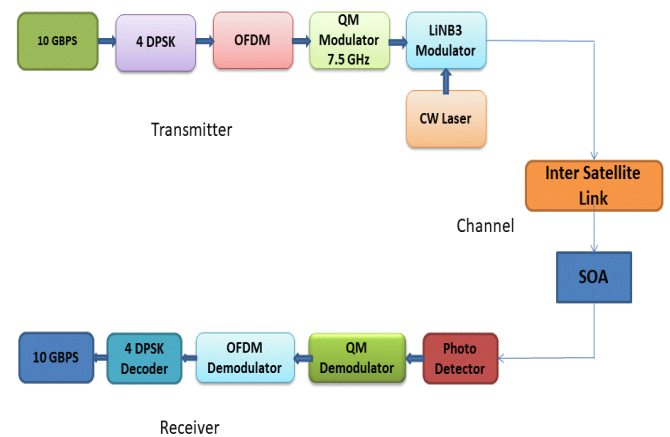 10 GBPS
4 DPSK
OFDM
QM
Modulator
7.5 GHz
LiNB3
Modulator
CW Laser
Transmitter
Inter Satellite
Link
Channel
SOA
10 GBPS
4 DPSK
Decoder
OFDM
Demodulator
QM
Demodulator
Photo
Detector
Receiver